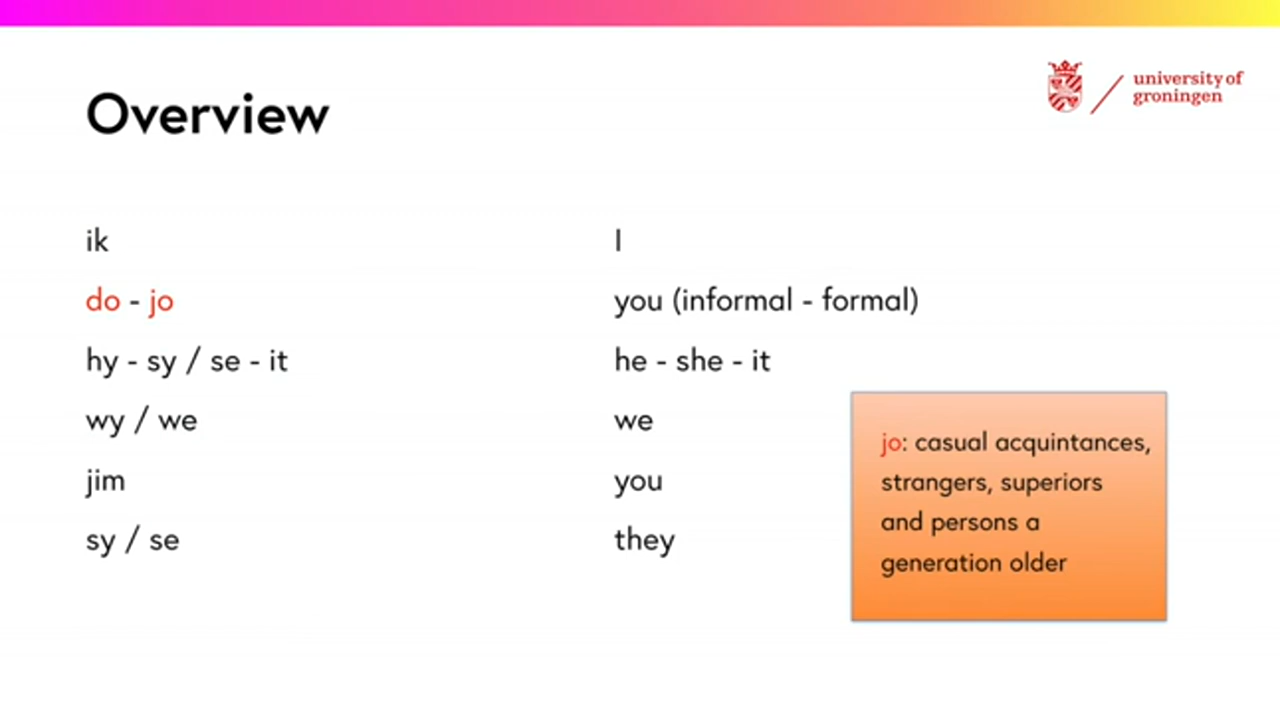 university of
groningen
Overview
ik
I
do - jo
you (informal - formal)
hy - sy / se - it
he - she - it
wy / we
we
jim
you
sy / se
they
jo: casual acquintances,
strangers, superiors
and persons a
generation older